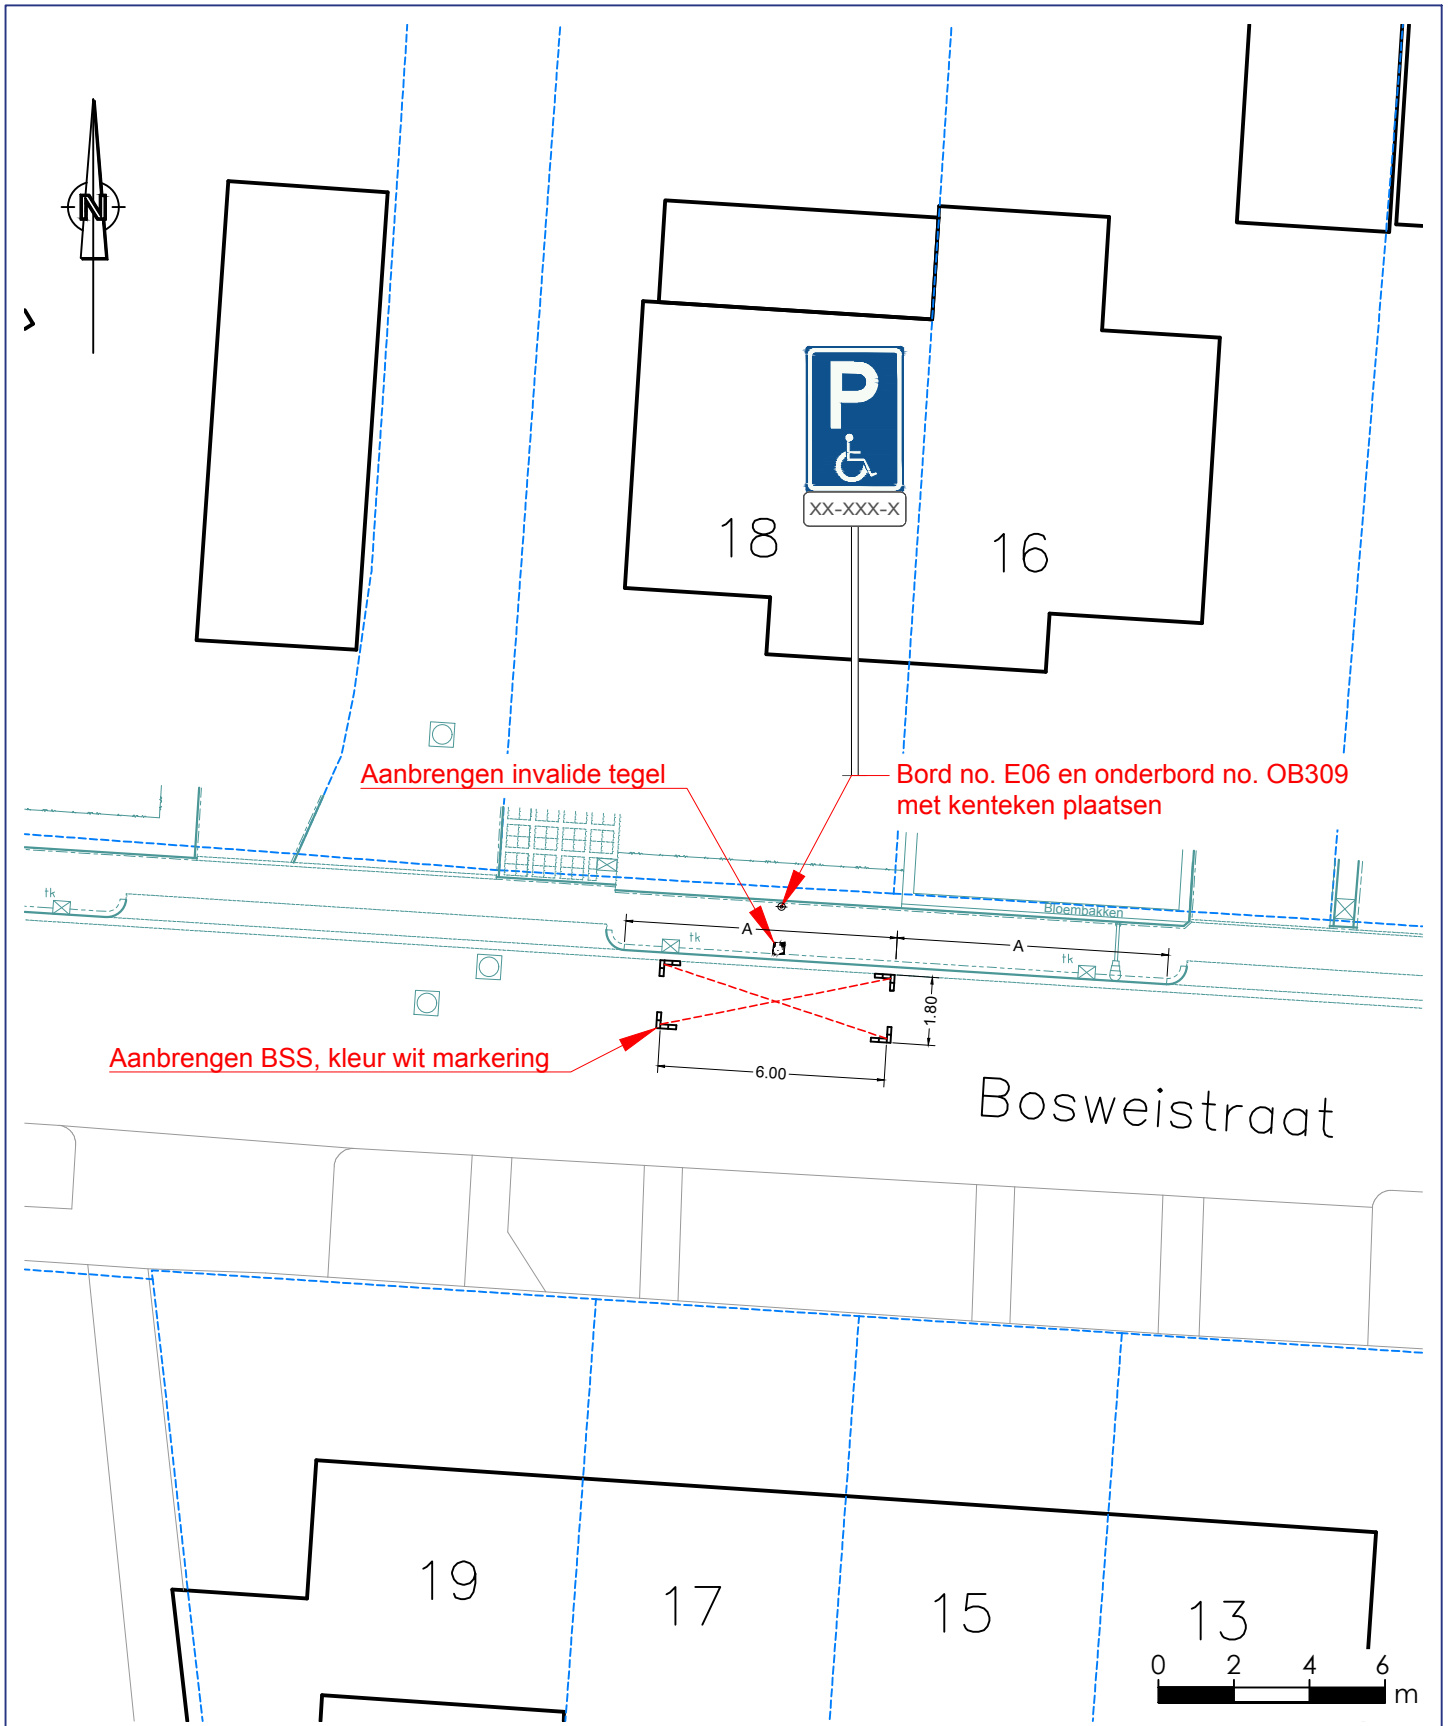 N
P
XX-XXX-X
18
16
Aanbrengen invalide tegel
Bord no. E06 en onderbord no. OB309
met kenteken plaatsen
tk
Bloembakken
A
tk
A
tk
1.80
Aanbrengen BSS, kleur wit markering
6.00
Bosweistraat
19
17
15
13
0 2 4 6
m